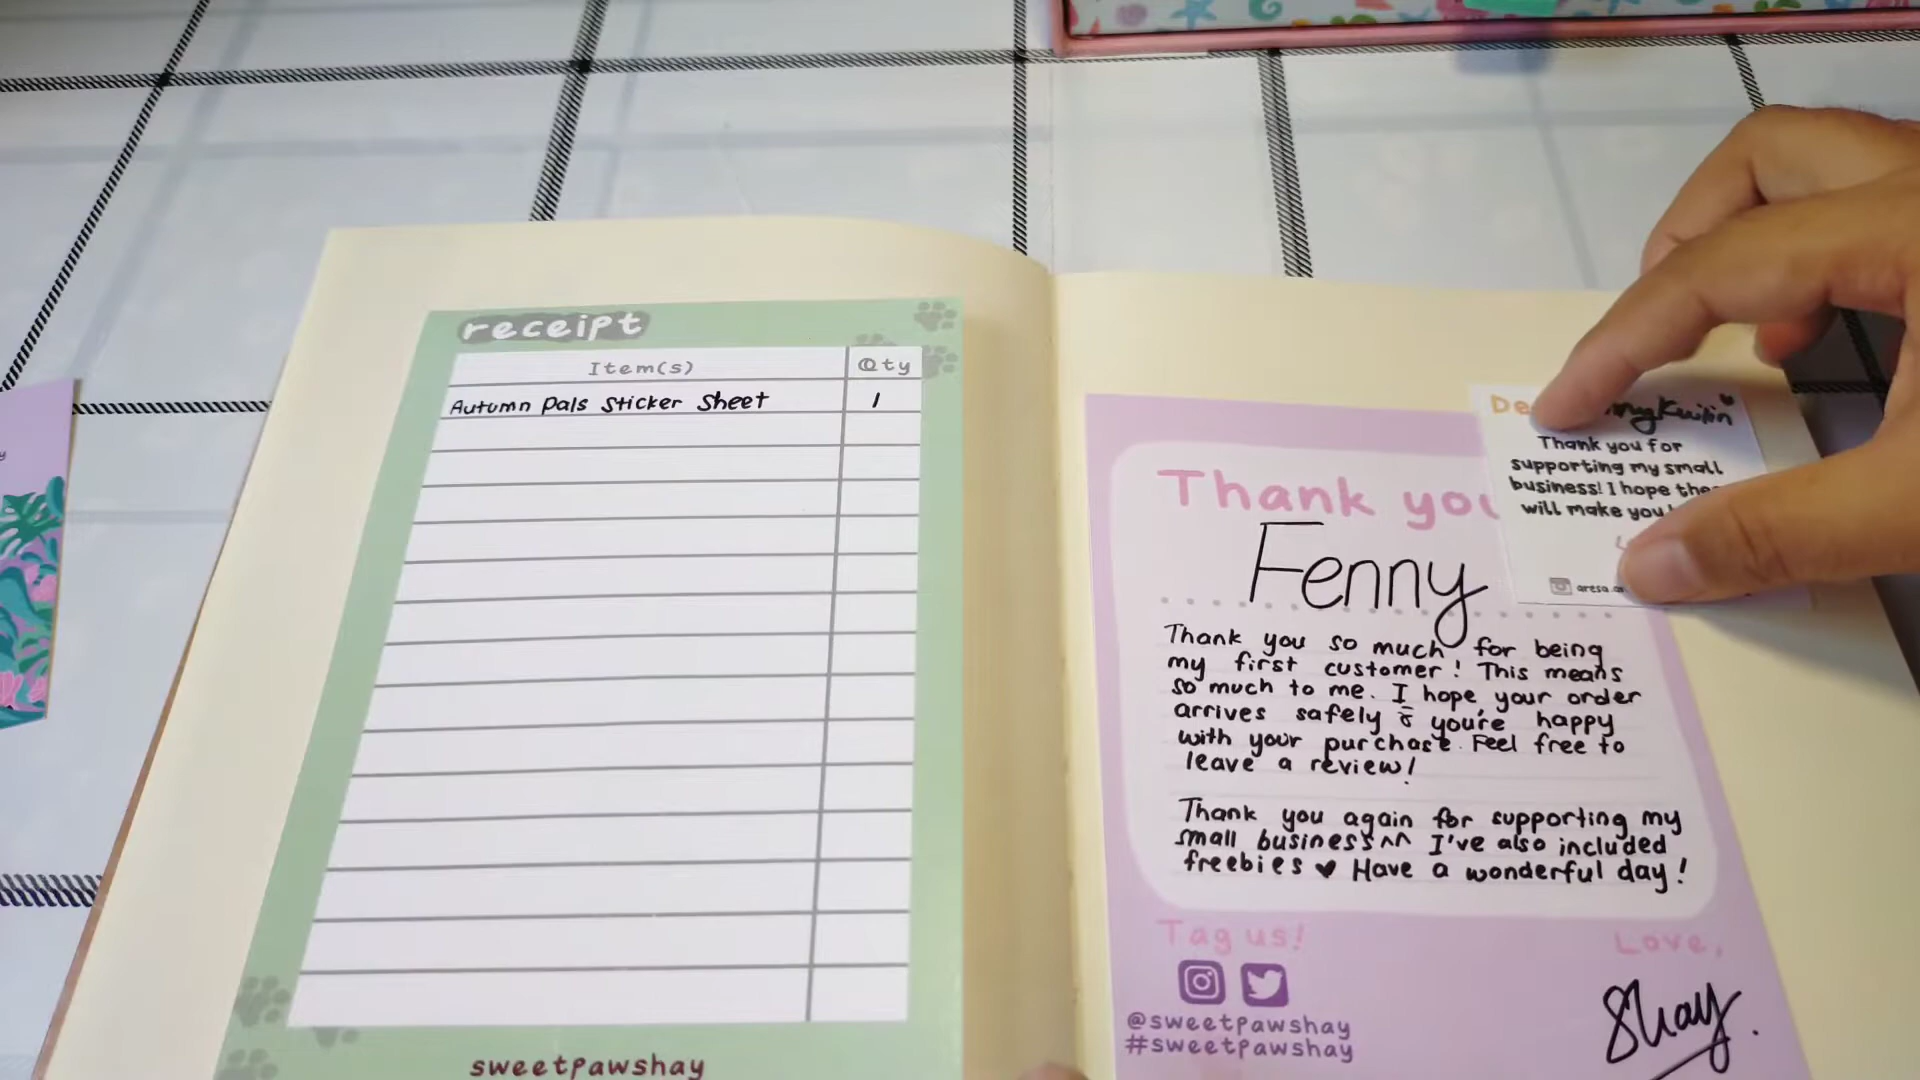 receipt
Item(s) Qty
Autumn Pals Sticker Sheet 1
sweetpawshay
Thank you
Fenny
Thank you so much for being
my first customer! This means
so much to me. I hope your order
arrives safely & you're happy
with your purchase. Feel free to
leave a review!
Thank you again for supporting my
small business^^ I've also included
freebies ♥ Have a wonderful day!
Tag us!
@sweetpawshay
#sweetpawshay
Love,
Shay.
Thank you for
supporting my small
business! I hope
will make you